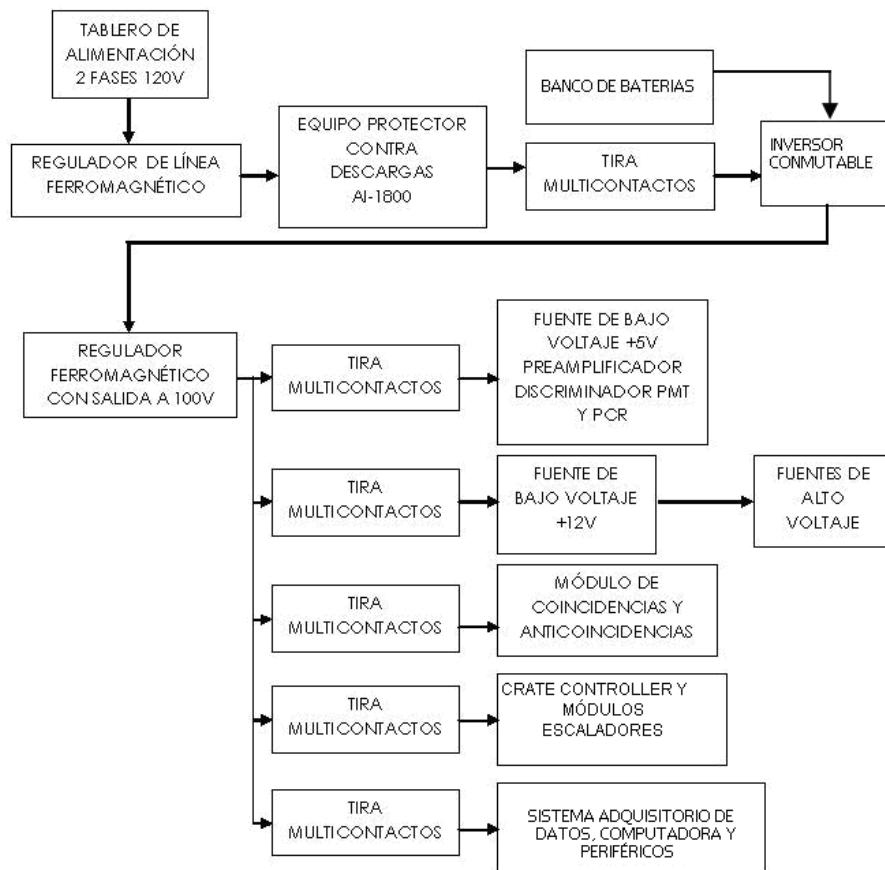 TABLERO DE
ALIMENTACIÓN
2 FASES 120V
BANCO DE BATERIAS
REGULADOR DE LÍNEA
FERROMAGNÉTICO
EQUIPO PROTECTOR
CONTRA
DESCARGAS
AI-1800
TIRA
MULTICONTACTOS
INVERSOR
CONMUTABLE
REGULADOR
FERROMAGNÉTICO
CON SALIDA A 100V
TIRA
MULTICONTACTOS
FUENTE DE BAJO
VOLTAJE +5V
PREAMPLIFICADOR
DISCRIMINADOR PMT
Y PCR
TIRA
MULTICONTACTOS
FUENTE DE
BAJO VOLTAJE
+12V
FUENTES DE
ALTO
VOLTAJE
TIRA
MULTICONTACTOS
MÓDULO DE
COINCIDENCIAS Y
ANTICOINCIDENCIAS
TIRA
MULTICONTACTOS
CRATE CONTROLLER Y
MÓDULOS
ESCALADORES
TIRA
MULTICONTACTOS
SISTEMA ADQUISITORIO DE
DATOS, COMPUTADORA Y
PERIFÉRICOS